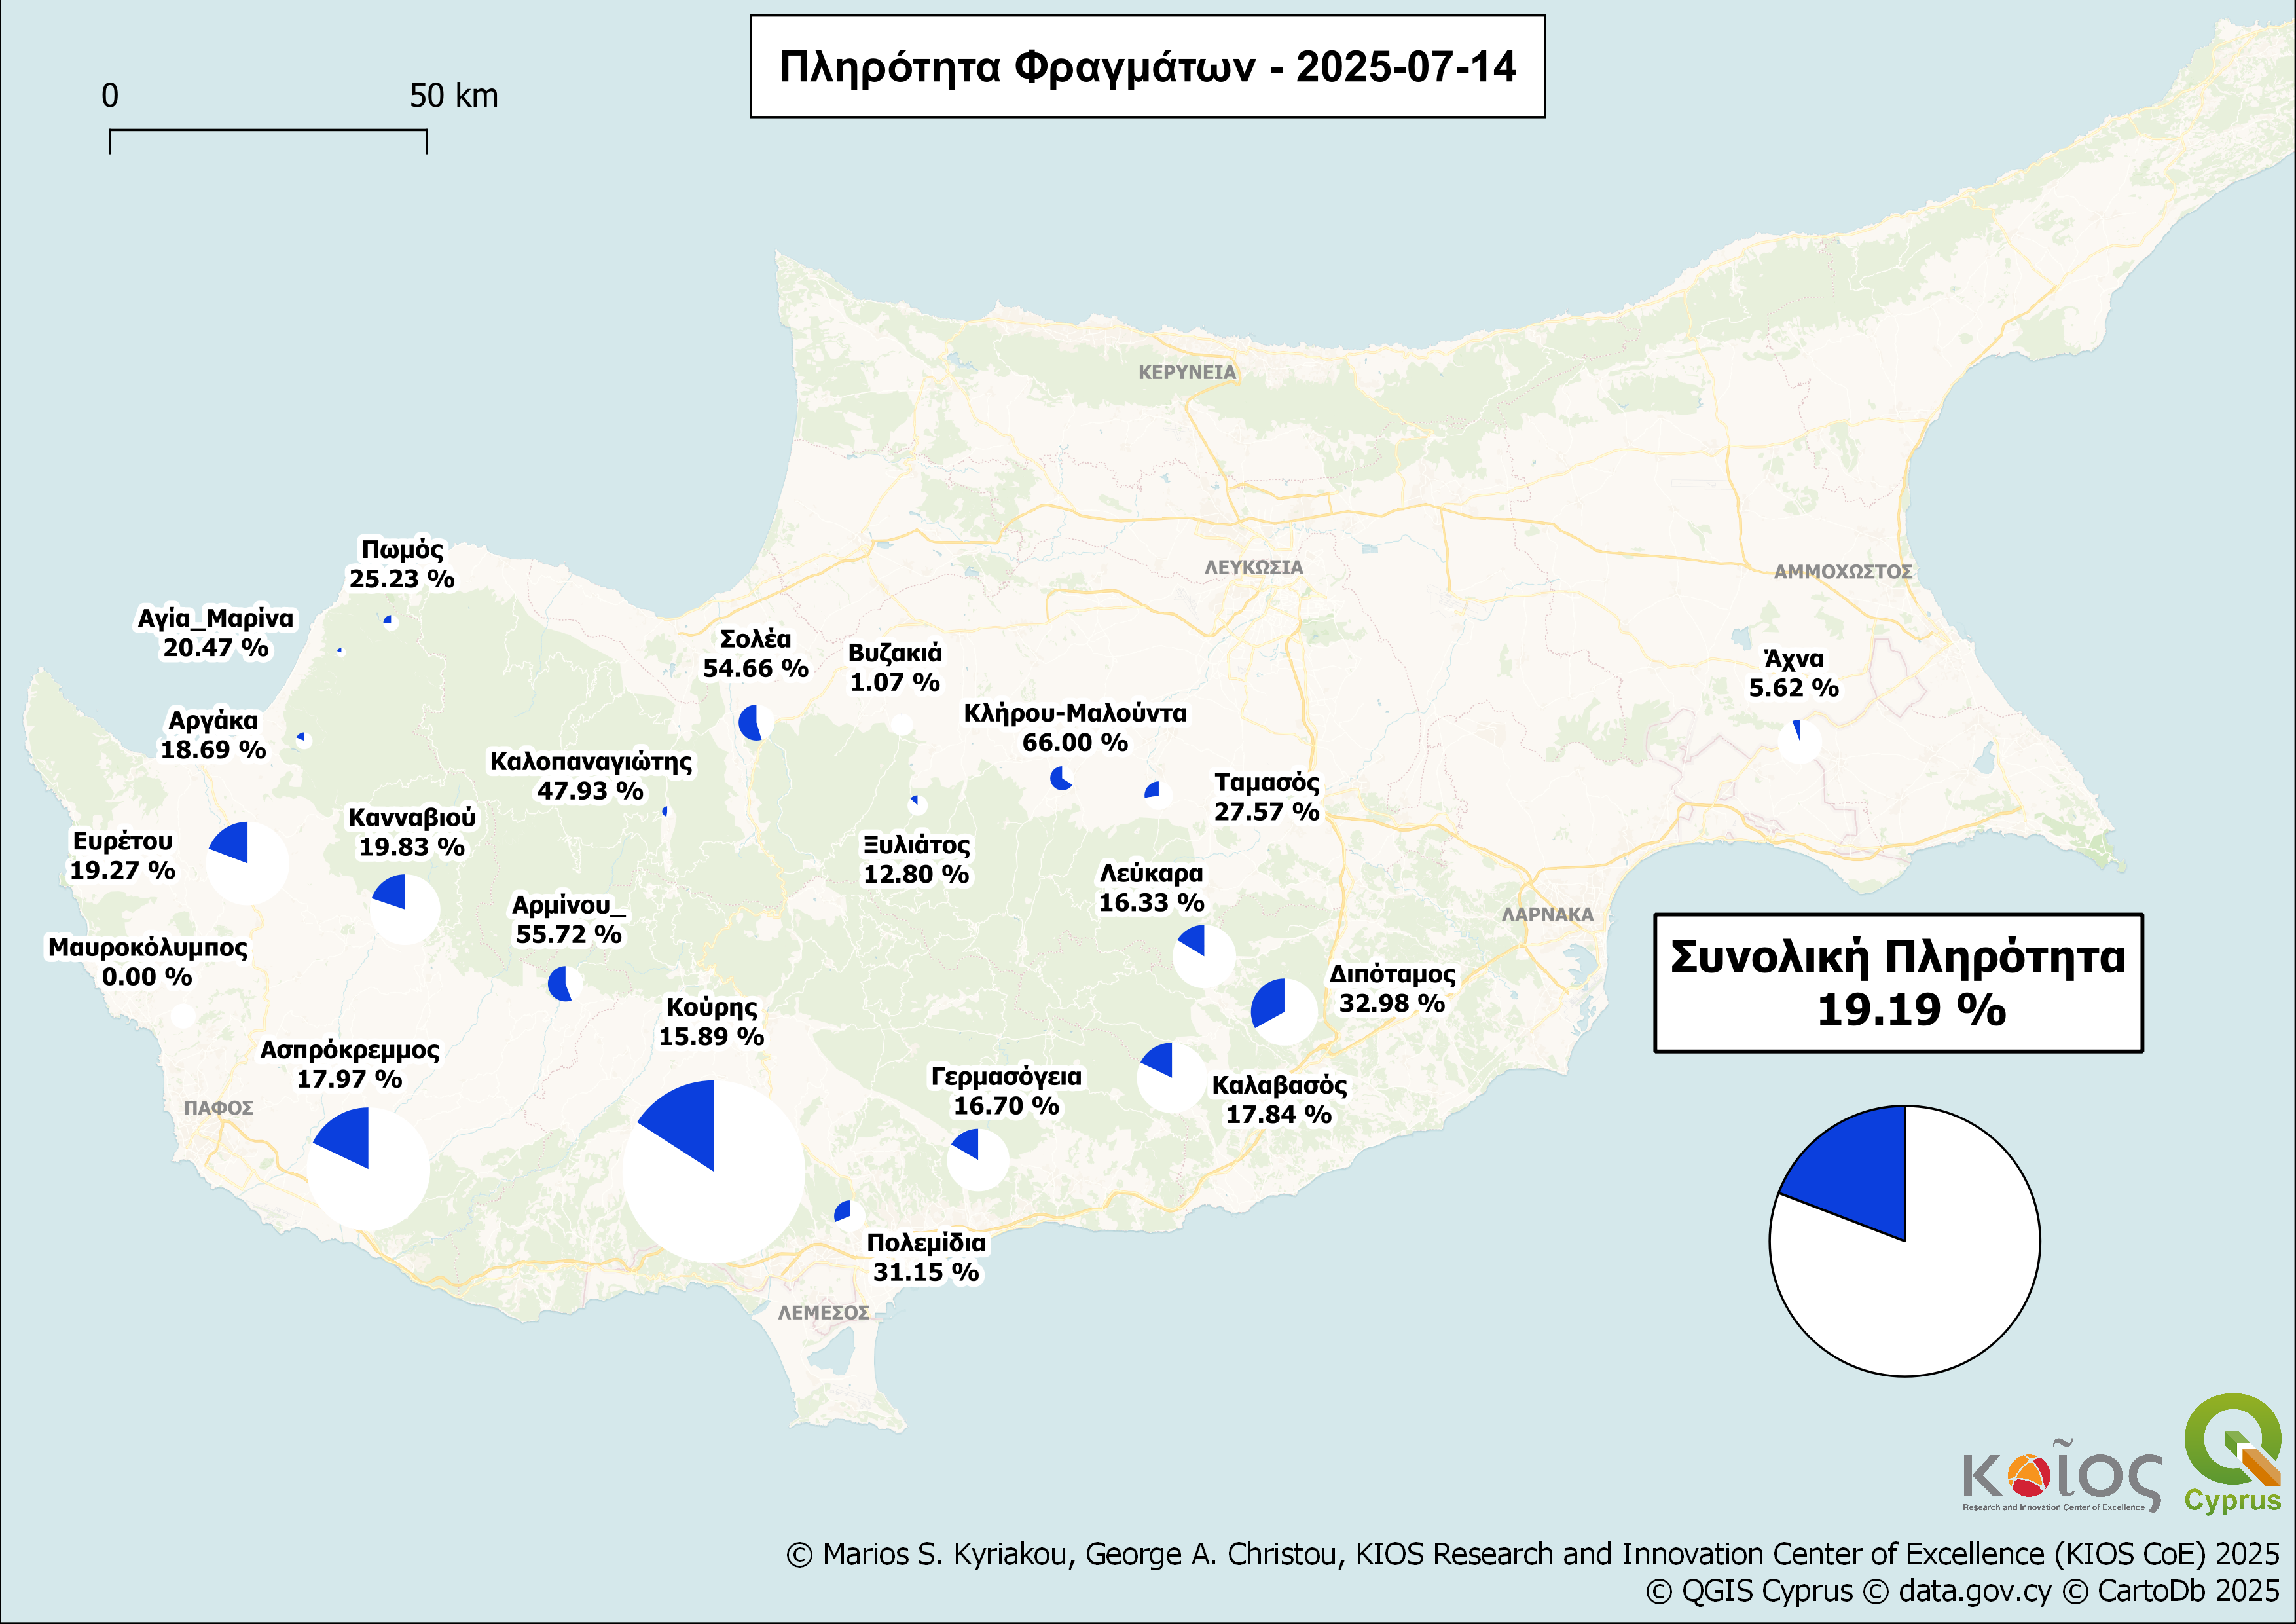 Πληρότητα Φραγμάτων - 2025-07-14
0 50 km
ΚΕΡΥΝΕΙΑ
Πωμός
25.23 %
ΛΕΥΚΩΣΙΑ
ΑΜΜΟΧΩΣΤΟΣ
Αγία_Μαρίνα
20.47 %
Σολέα
54.66 %
Βυζακιά
1.07 %
Άχνα
5.62 %
Αργάκα
18.69 %
Κλήρου-Μαλούντα
66.00 %
Καλοπαναγιώτης
47.93 %
Ταμασός
27.57 %
Ευρέτου
19.27 %
Κανναβιού
19.83 %
Ξυλιάτος
12.80 %
Λεύκαρα
16.33 %
Αρμίνου_
55.72 %
ΛΑΡΝΑΚΑ
Μαυροκόλυμπος
0.00 %
Διπόταμος
32.98 %
Συνολική Πληρότητα
19.19 %
Κούρης
15.89 %
Ασπρόκρεμμος
17.97 %
Γερμασόγεια
16.70 %
Καλαβασός
17.84 %
ΠΑΦΟΣ
Πολεμίδια
31.15 %
ΛΕΜΕΣΟΣ
κοῖος
Research and Innovation Center of Excellence
Cyprus
© Marios S. Kyriakou, George A. Christou, KIOS Research and Innovation Center of Excellence (KIOS CoE) 2025
© QGIS Cyprus © data.gov.cy © CartoDb 2025